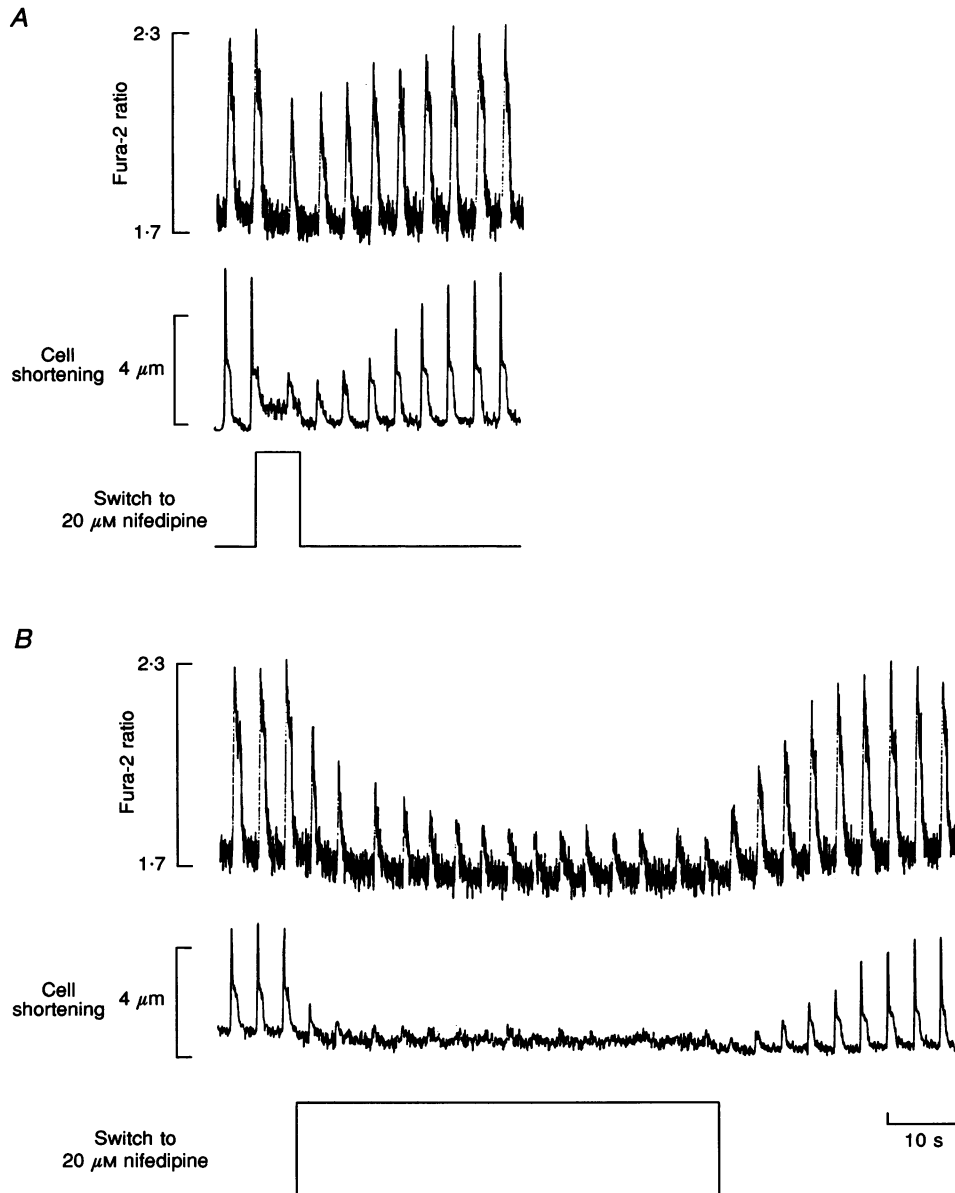 A
2·3
Fura-2 ratio
1·7
Cell
shortening
4 μm
Switch to
20 μM nifedipine
B
2·3
Fura-2 ratio
1·7
Cell
shortening
4 μm
10 s
Switch to
20 μM nifedipine